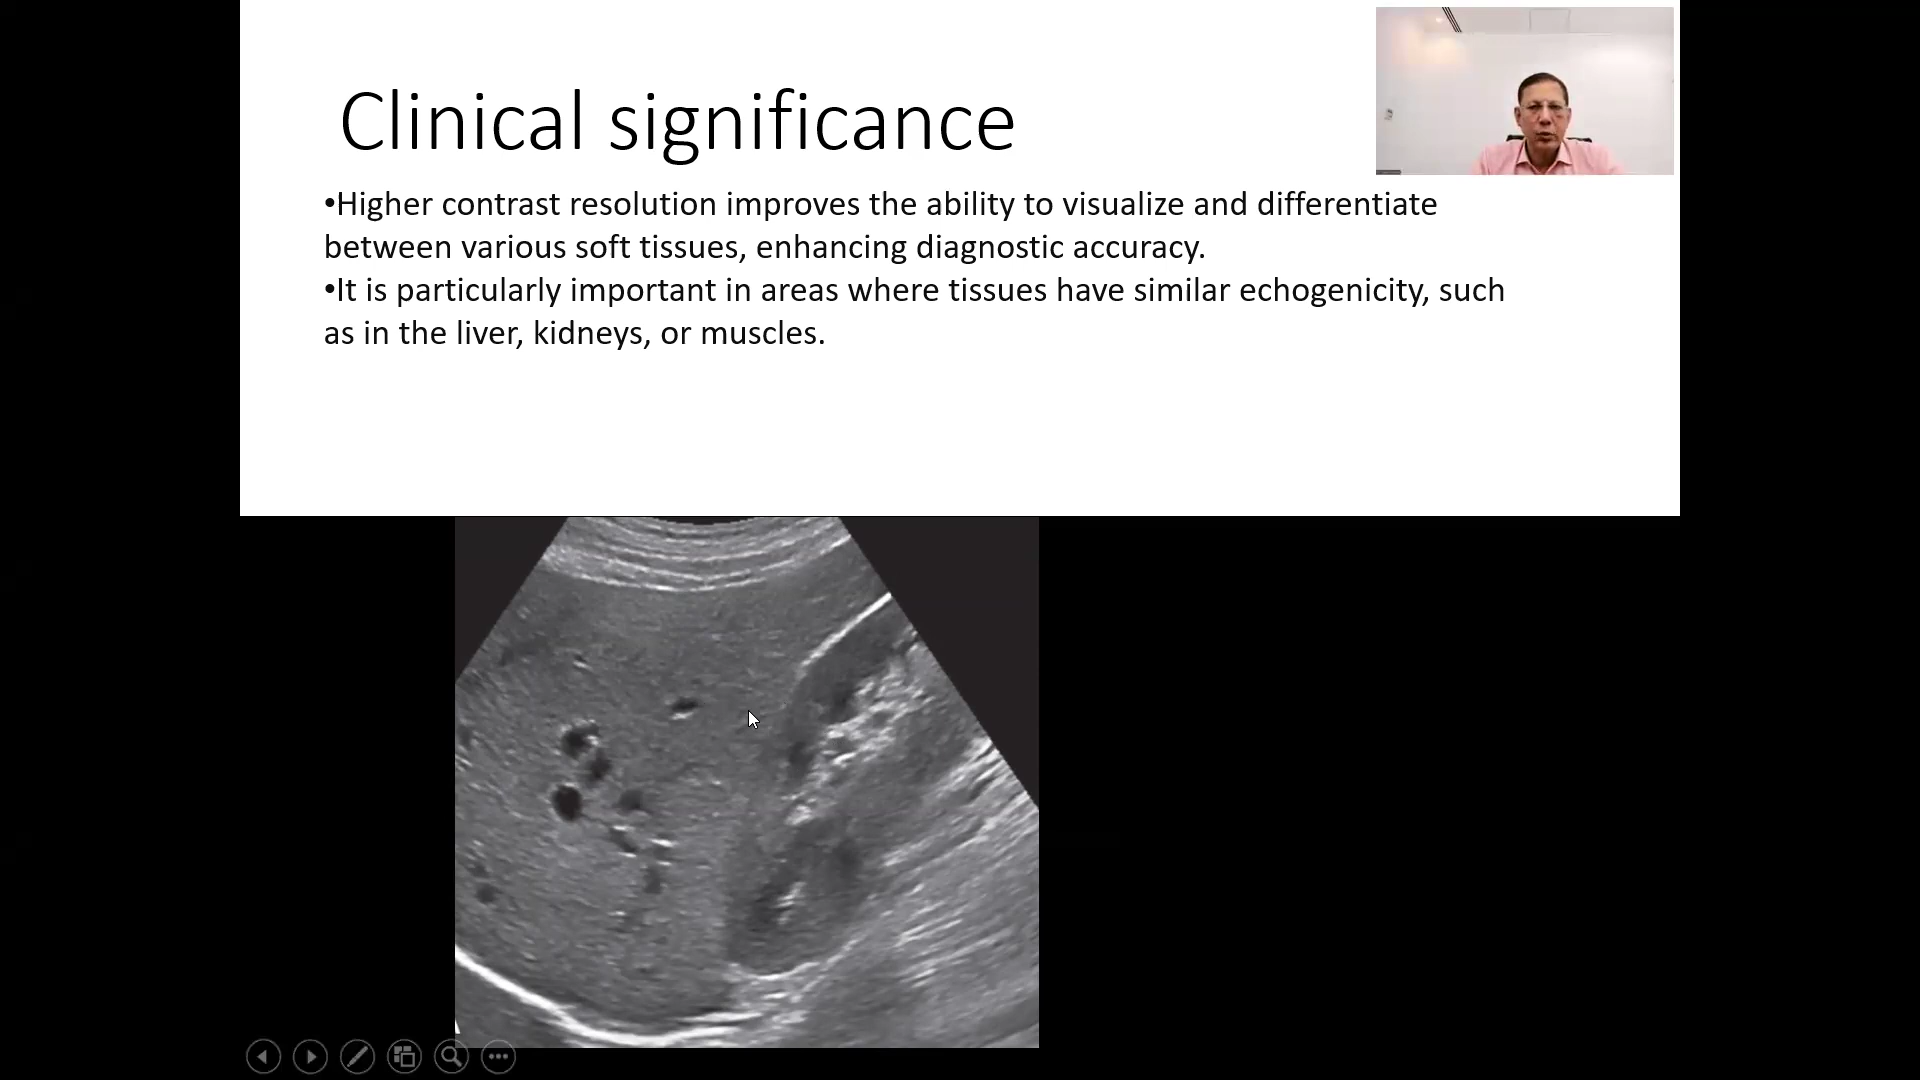 Clinical significance
•Higher contrast resolution improves the ability to visualize and differentiate
between various soft tissues, enhancing diagnostic accuracy.
•It is particularly important in areas where tissues have similar echogenicity, such
as in the liver, kidneys, or muscles.